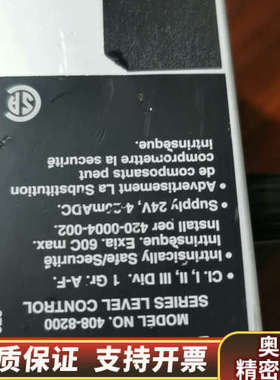 MODEL NO. 408-8200
SERIES LEVEL CONTROL
• Cl. I, II, III Div. 1 Gr. A-F.
Intrinsically Safe/Securité
Intrinsèque. Exia. 60C max.
Install per 420-0004-002.
• Supply 24V, 4-20mADC.
• Advertisement La Substitution
de composants peut
compromettre la securité
intrinsèque.
质保证 支持开票
奥
精密